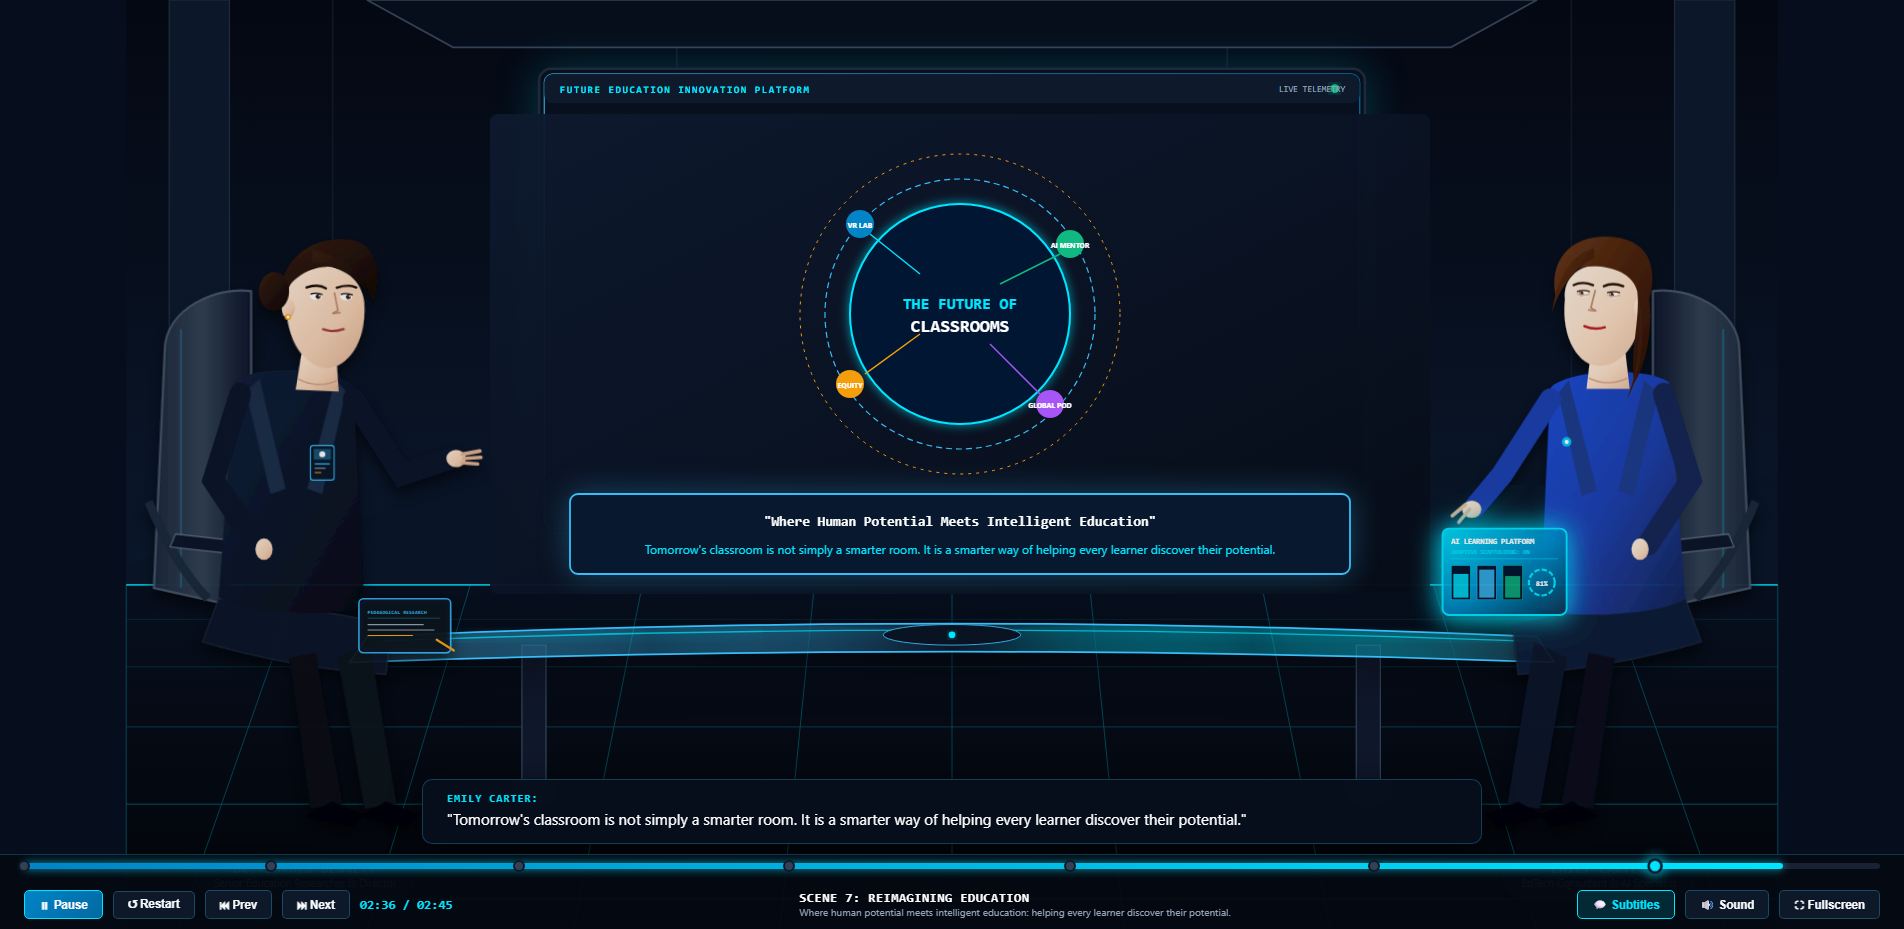 FUTURE EDUCATION INNOVATION PLATFORM
LIVE TELEMETRY
VR LAB
AI MENTOR
THE FUTURE OF
CLASSROOMS
EQUITY
GLOBAL POD
"Where Human Potential Meets Intelligent Education"
Tomorrow's classroom is not simply a smarter room. It is a smarter way of helping every learner discover their potential.
AI LEARNING PLATFORM
81%
PEDAGOGICAL RESEARCH
EMILY CARTER:
"Tomorrow's classroom is not simply a smarter room. It is a smarter way of helping every learner discover their potential."
Pause
Restart
Prev
Next
02:36 / 02:45
SCENE 7: REIMAGINING EDUCATION
Where human potential meets intelligent education: helping every learner discover their potential.
Subtitles
Sound
Fullscreen